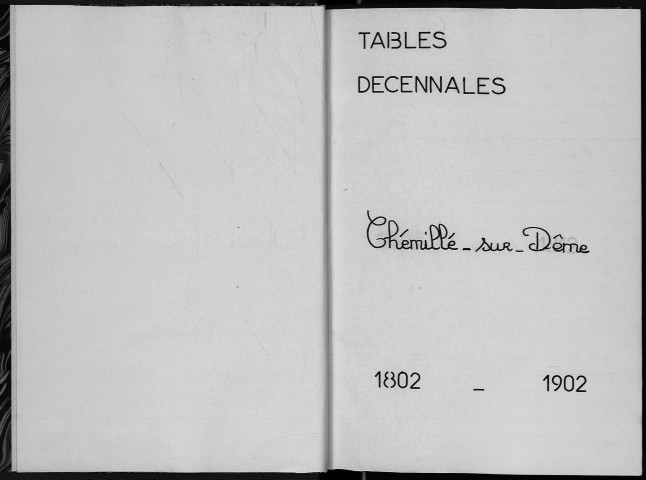 TABLES
DECENNALES
Chémillé - sur - Dême
1802 - 1902